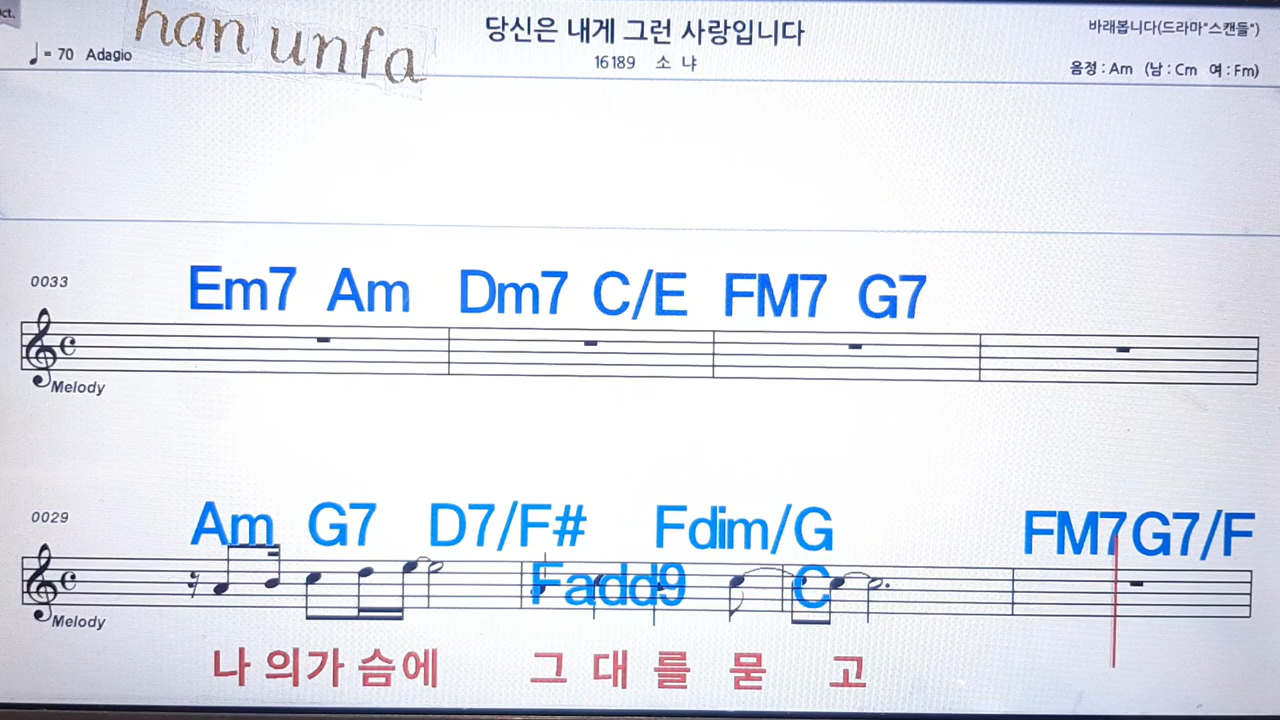 ct.
han unfa
당신은 내게 그런 사랑입니다
바래봅니다(드라마"스캔들")
♩= 70 Adagio
16189 소 냐
음정 : Am (남 : Cm 여 : Fm)
0033
Em7 Am Dm7 C/E FM7 G7
Melody
0029
Am G7 D7/F# Fdim/G FM7 G7/F
Fadd9 C
Melody
나 의가 슴에 그 대 를 묻 고